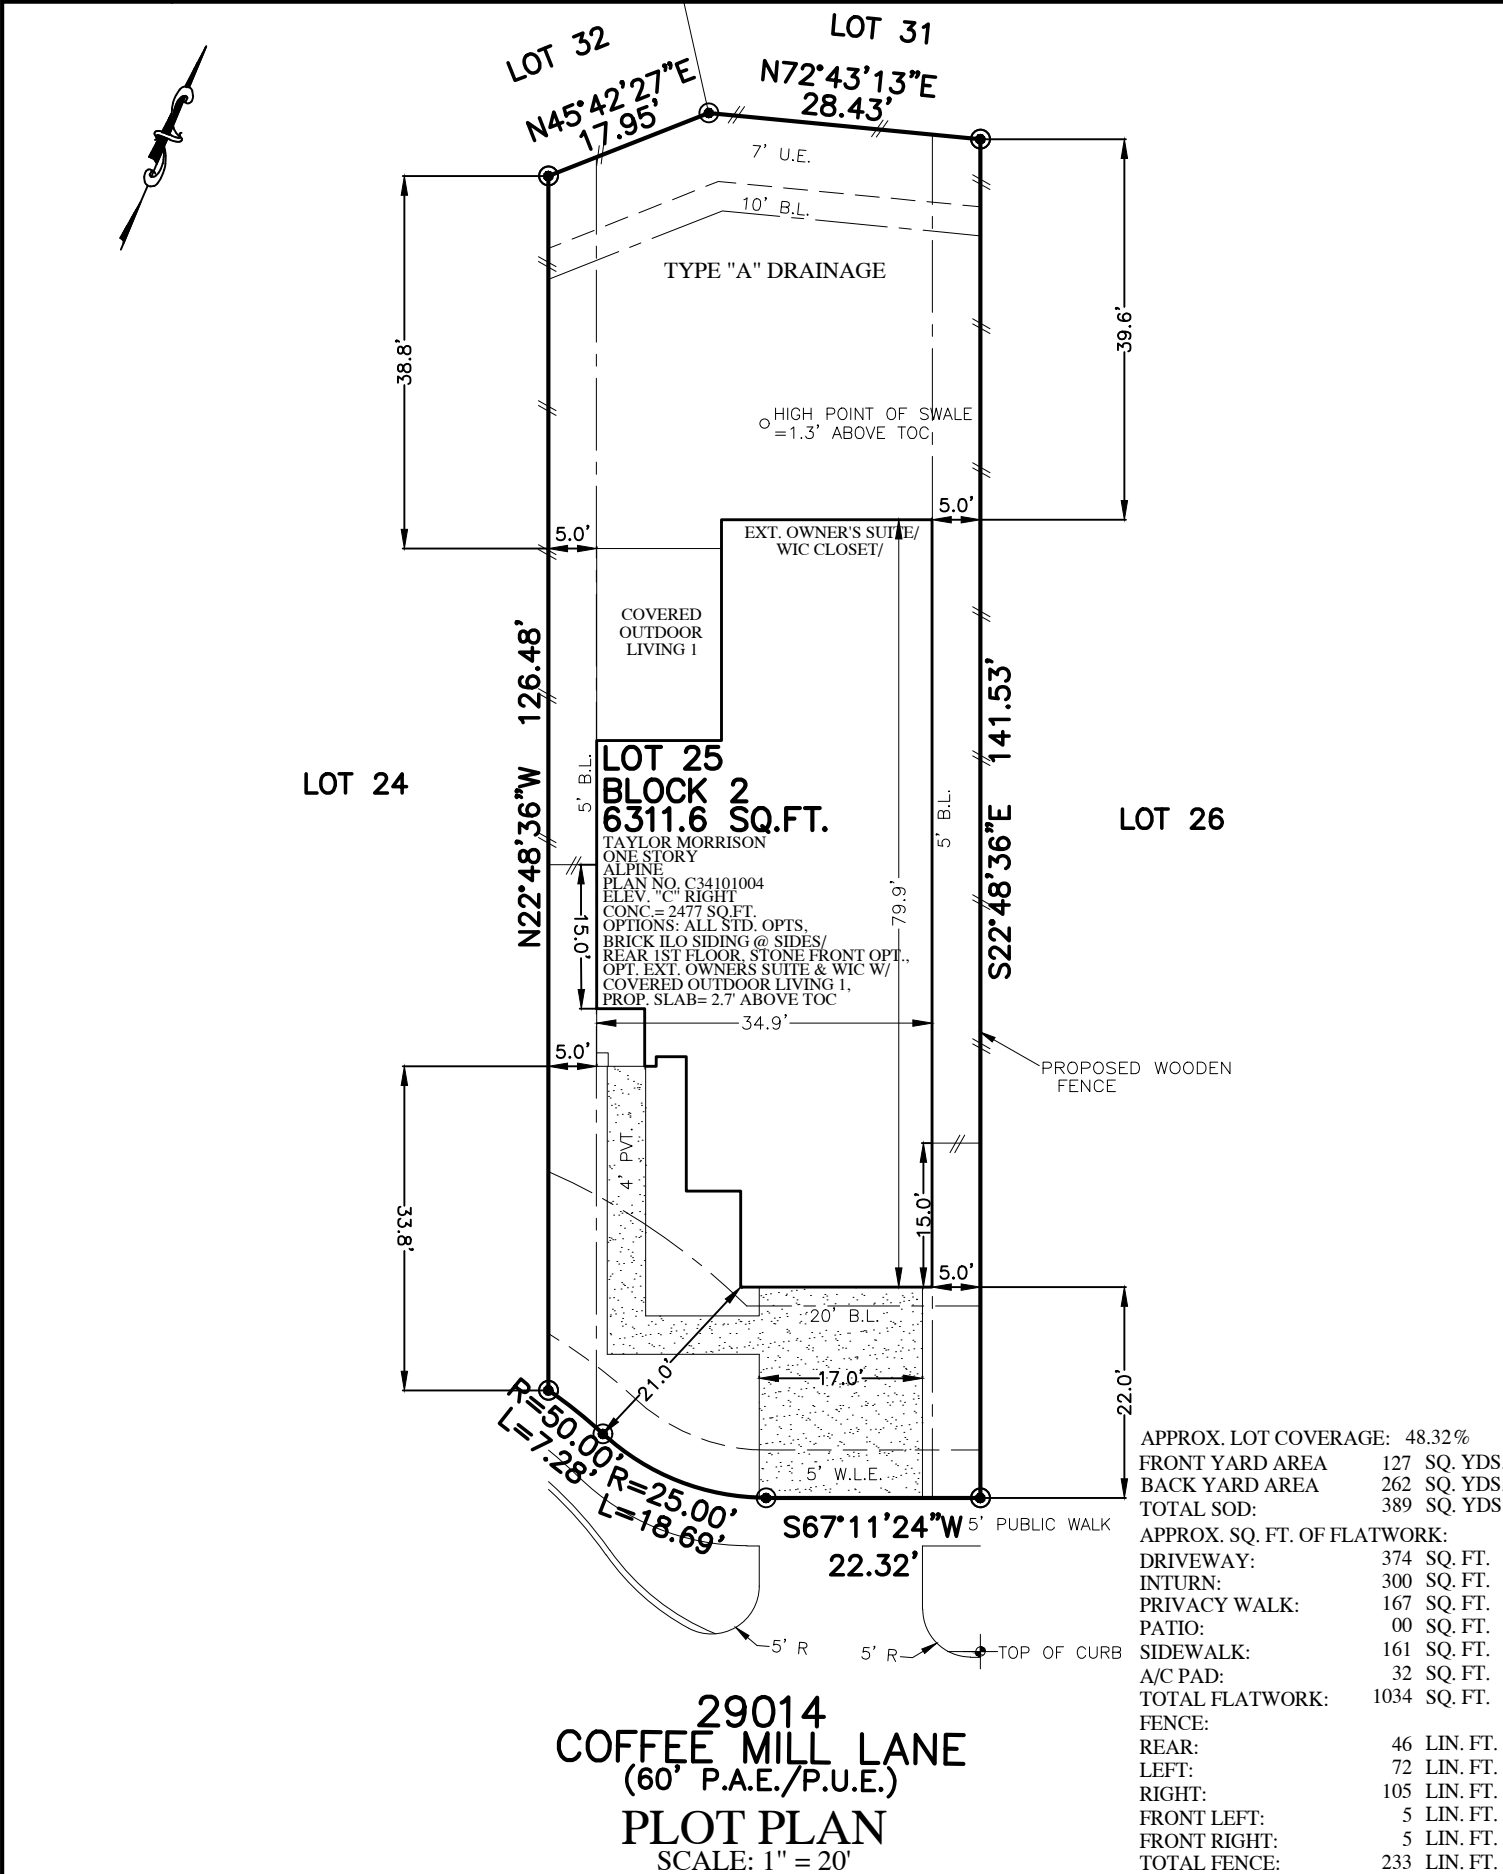 LOT 32
LOT 31
N45°42'27"E
17.95'
N72°43'13"E
28.43'
7' U.E.
10' B.L.
TYPE "A" DRAINAGE
38.8'
39.6'
HIGH POINT OF SWALE
=1.3' ABOVE TOC
5.0'
5.0'
EXT. OWNER'S SUITE/
WIC CLOSET/
COVERED
OUTDOOR
LIVING 1
N22°48'36"W 126.48'
S22°48'36"E 141.53'
LOT 24
LOT 26
5' B.L.
5' B.L.
LOT 25
BLOCK 2
6311.6 SQ.FT.
TAYLOR MORRISON
ONE STORY
ALPINE
PLAN NO. C34101004
ELEV. "C" RIGHT
CONC.= 2477 SQ.FT.
OPTIONS: ALL STD. OPTS,
BRICK ILO SIDING @ SIDES/
REAR 1ST FLOOR, STONE FRONT OPT.,
OPT. EXT. OWNERS SUITE & WIC W/
COVERED OUTDOOR LIVING 1,
PROP. SLAB= 2.7' ABOVE TOC
15.0'
79.9'
34.9'
5.0'
PROPOSED WOODEN
FENCE
4' PVT.
33.8'
15.0'
5.0'
20' B.L.
21.0'
17.0'
22.0'
R=50.00'
L=7.28'
R=25.00'
L=18.69'
5' W.L.E.
S67°11'24"W
22.32'
5' PUBLIC WALK
5' R
5' R
TOP OF CURB
29014
COFFEE MILL LANE
(60' P.A.E./P.U.E.)
PLOT PLAN
SCALE: 1" = 20'
APPROX. LOT COVERAGE: 48.32%
FRONT YARD AREA 127 SQ. YDS.
BACK YARD AREA 262 SQ. YDS.
TOTAL SOD: 389 SQ. YDS
APPROX. SQ. FT. OF FLATWORK:
DRIVEWAY: 374 SQ. FT.
INTURN: 300 SQ. FT.
PRIVACY WALK: 167 SQ. FT.
PATIO: 00 SQ. FT.
SIDEWALK: 161 SQ. FT.
A/C PAD: 32 SQ. FT.
TOTAL FLATWORK: 1034 SQ. FT.
FENCE:
REAR: 46 LIN. FT.
LEFT: 72 LIN. FT.
RIGHT: 105 LIN. FT.
FRONT LEFT: 5 LIN. FT.
FRONT RIGHT: 5 LIN. FT.
TOTAL FENCE: 233 LIN. FT.